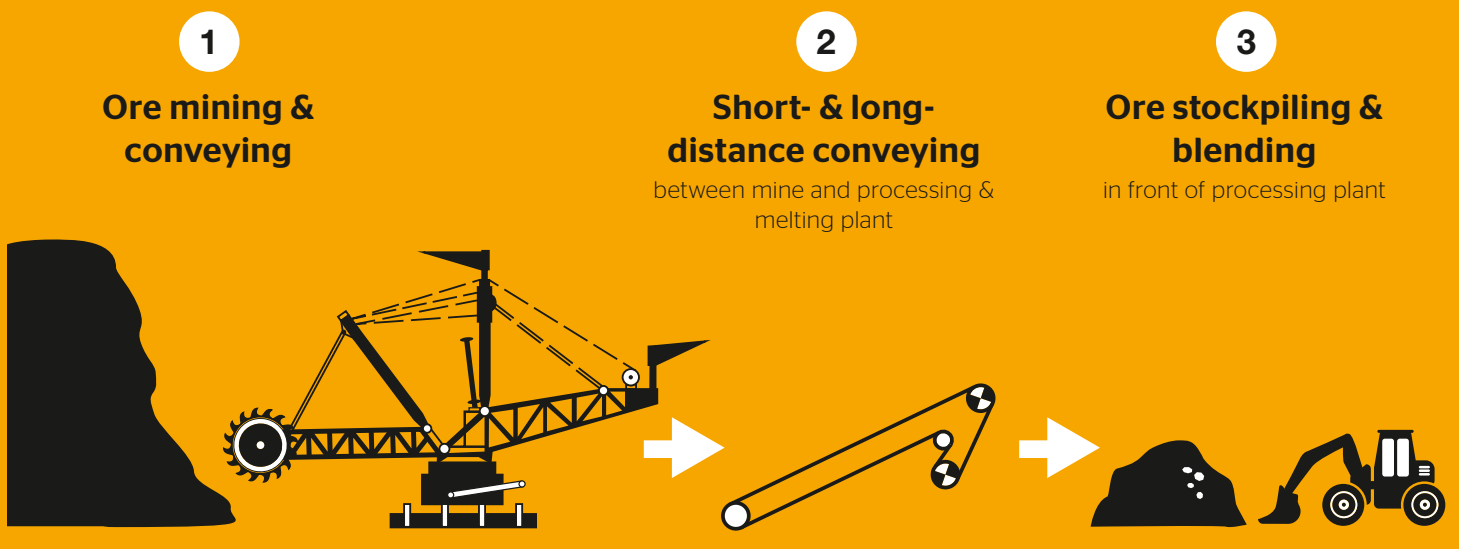 1
Ore mining &
conveying
2
Short- & long-
distance conveying
between mine and processing &
melting plant
3
Ore stockpiling &
blending
in front of processing plant